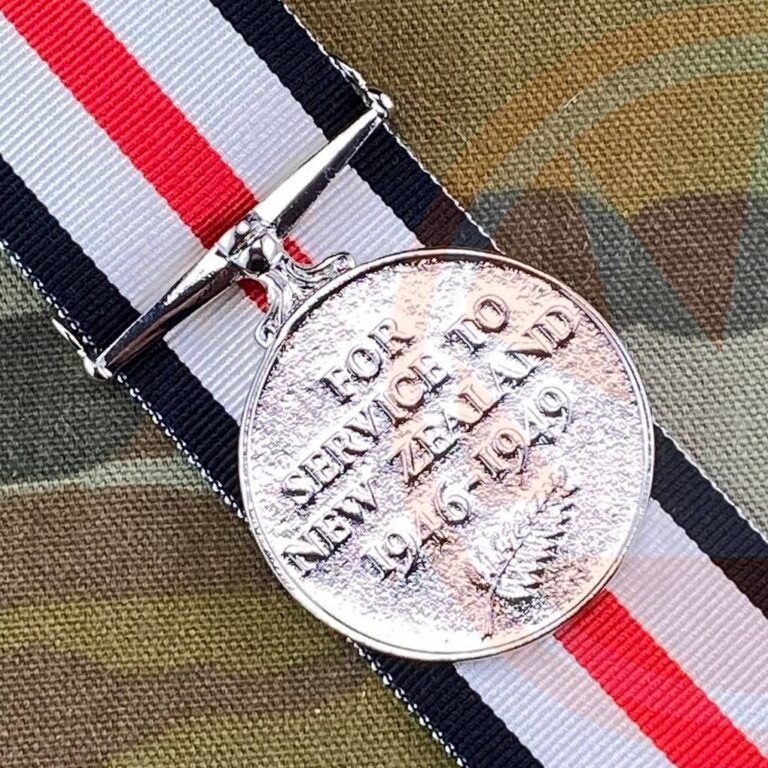 FOR
SERVICE TO
NEW ZEALAND
1946-1949